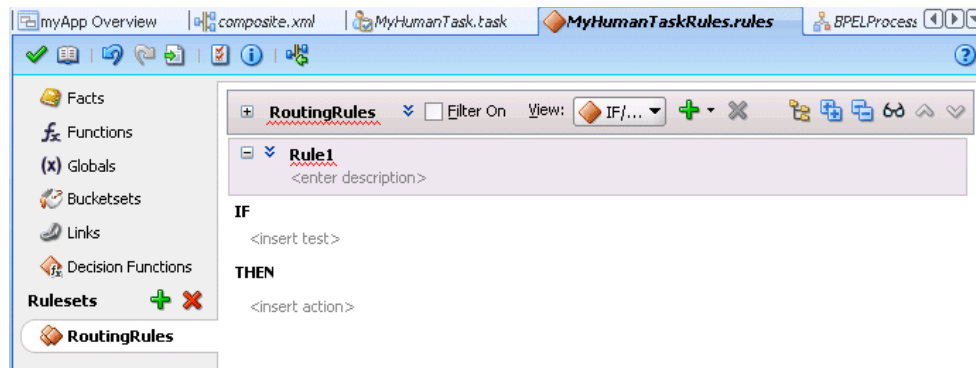 myApp Overview composite.xml MyHumanTask.task MyHumanTaskRules.rules BPELProcess
Facts
Functions
Globals
Bucketsets
Links
Decision Functions
Rulesets
RoutingRules
RoutingRules Filter On View: IF/...
Rule1
<enter description>
IF
<insert test>
THEN
<insert action>